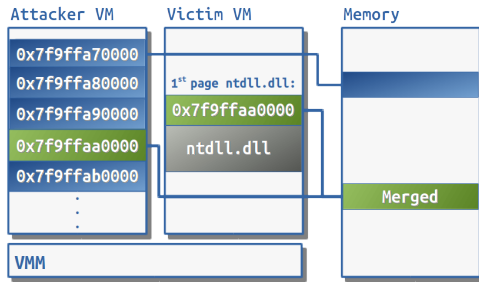 Attacker VM
0x7f9ffa70000
0x7f9ffa80000
0x7f9ffa90000
0x7f9ffaa0000
0x7f9ffab0000
.
.
.
Victim VM
1st page ntdll.dll:
0x7f9ffaa0000
ntdll.dll
Memory
Merged
VMM